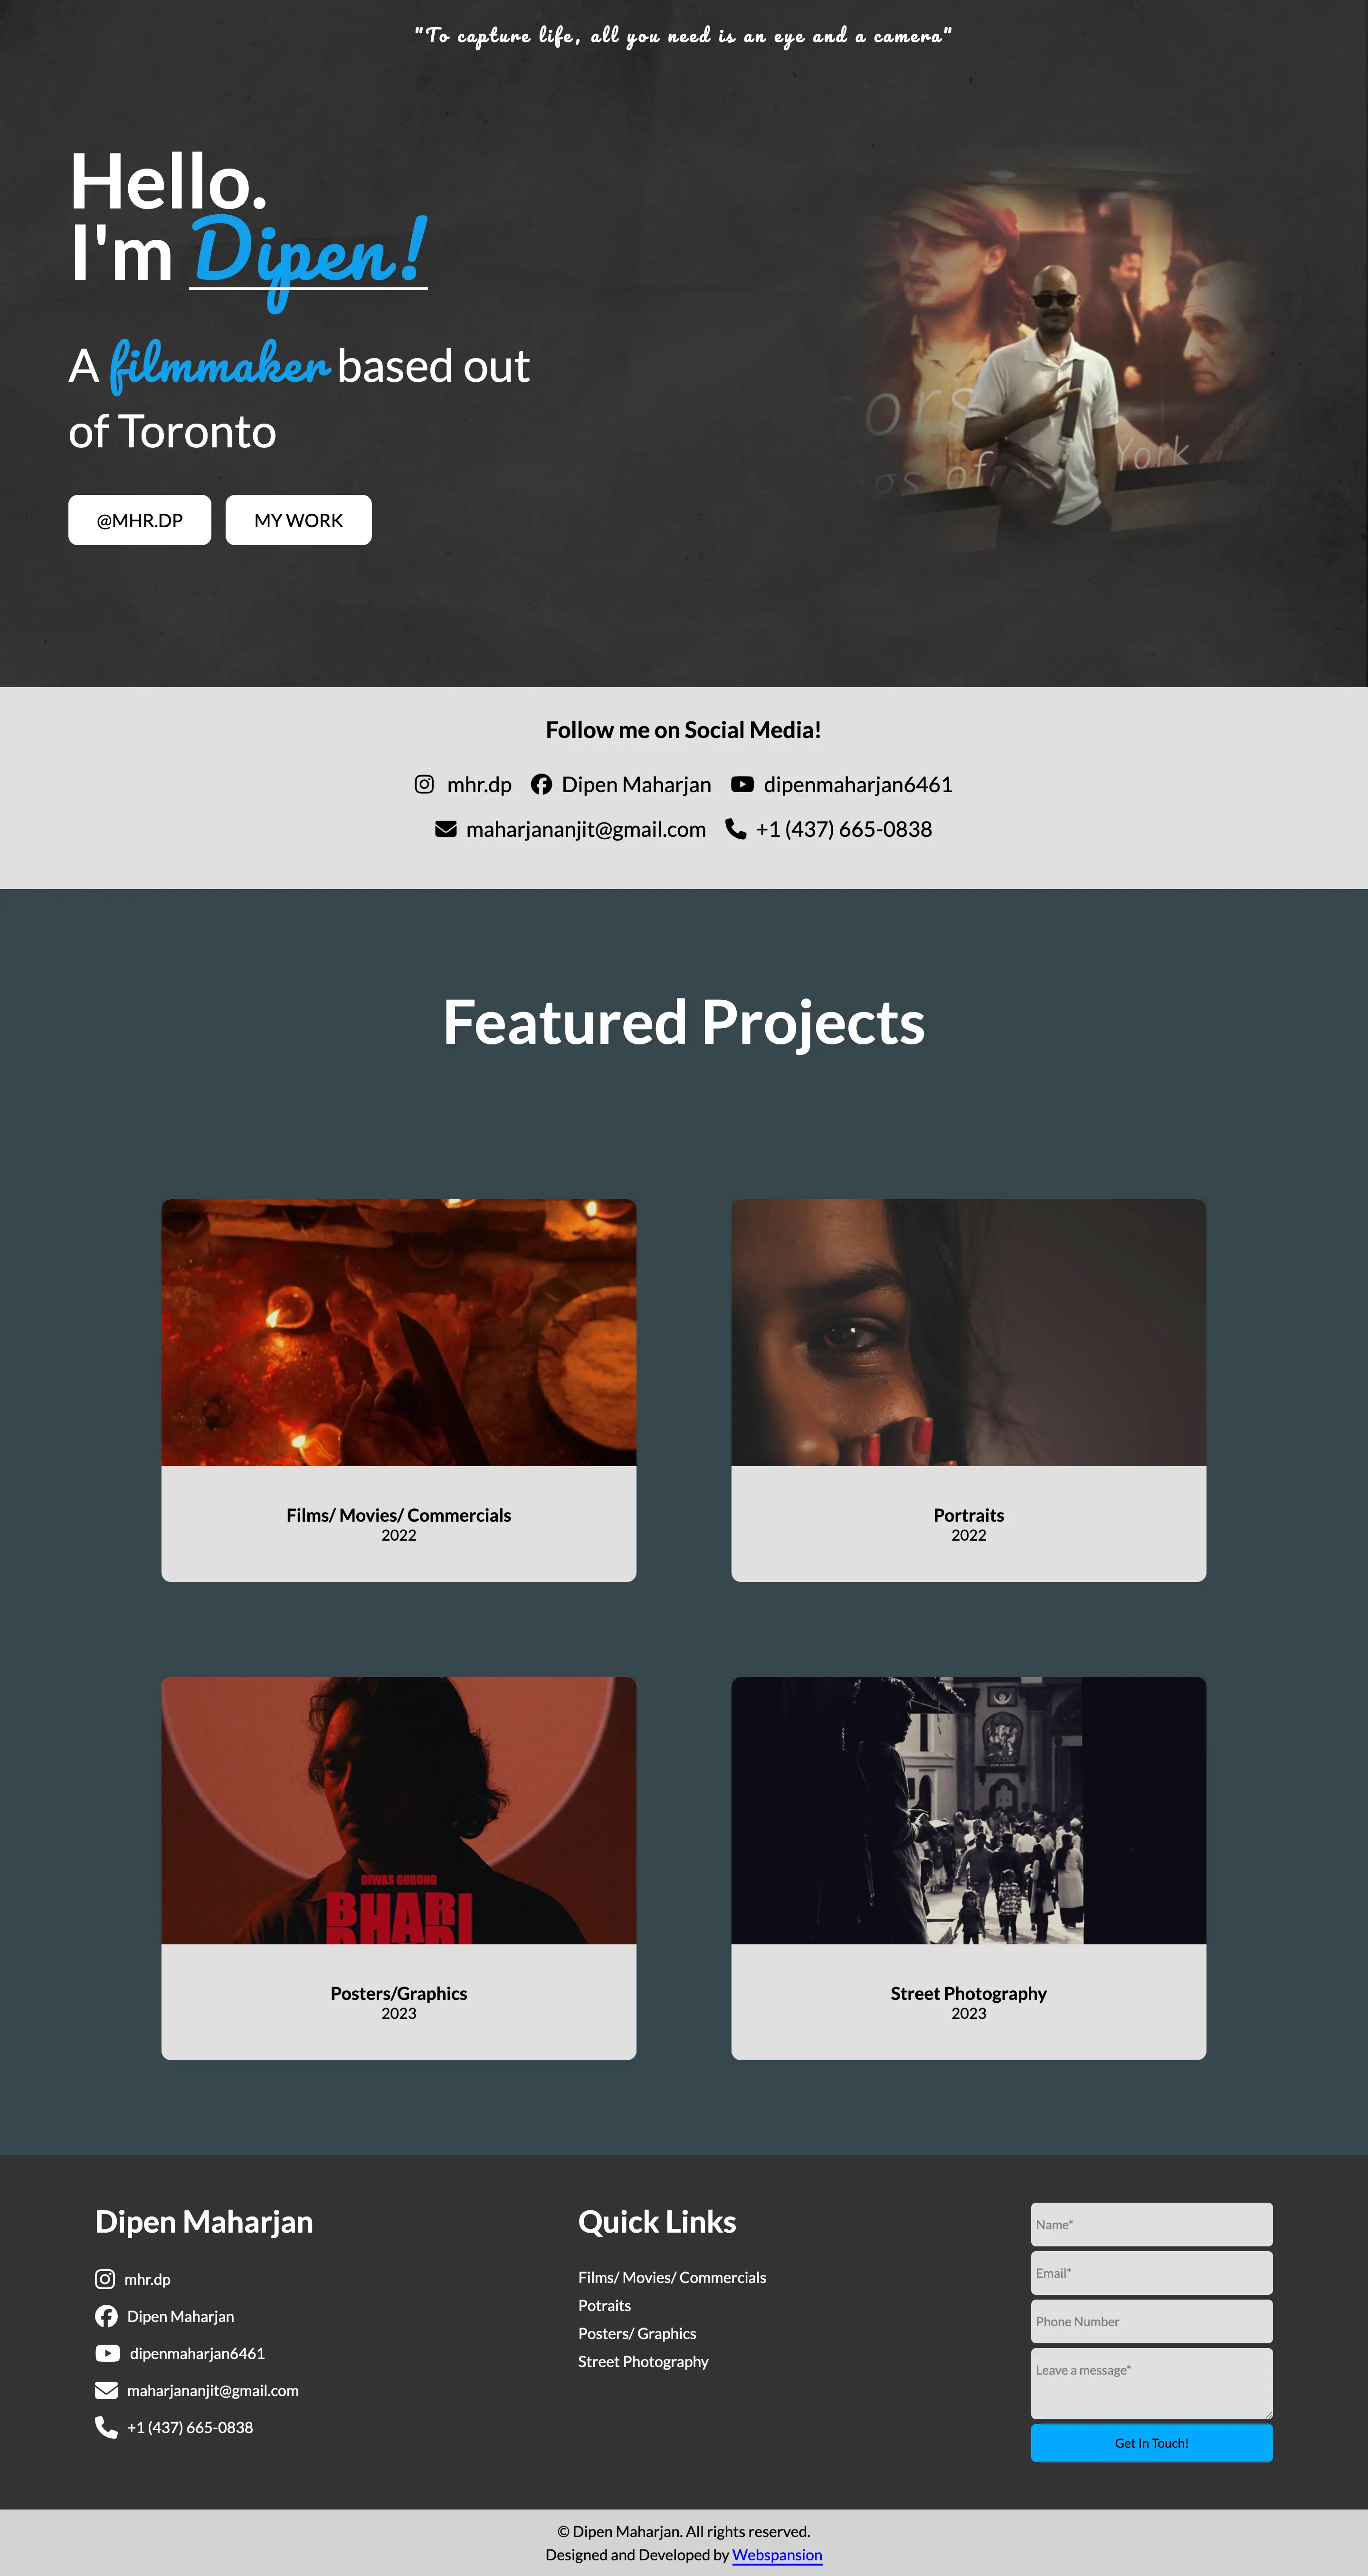 "To capture life, all you need is an eye and a camera"
Hello.
I'm Dipen!
A filmmaker based out
of Toronto
ors
gs of
York
@MHR.DP
MY WORK
Follow me on Social Media!
mhr.dp Dipen Maharjan dipenmaharjan6461
maharjananjit@gmail.com +1 (437) 665-0838
Featured Projects
Films/ Movies/ Commercials
2022
Portraits
2022
DIWAS GURUNG
BHARI
Posters/Graphics
2023
Street Photography
2023
Dipen Maharjan
mhr.dp
Dipen Maharjan
dipenmaharjan6461
maharjananjit@gmail.com
+1 (437) 665-0838
Quick Links
Films/ Movies/ Commercials
Potraits
Posters/ Graphics
Street Photography
Name*
Email*
Phone Number
Leave a message*
Get In Touch!
© Dipen Maharjan. All rights reserved.
Designed and Developed by Webspansion